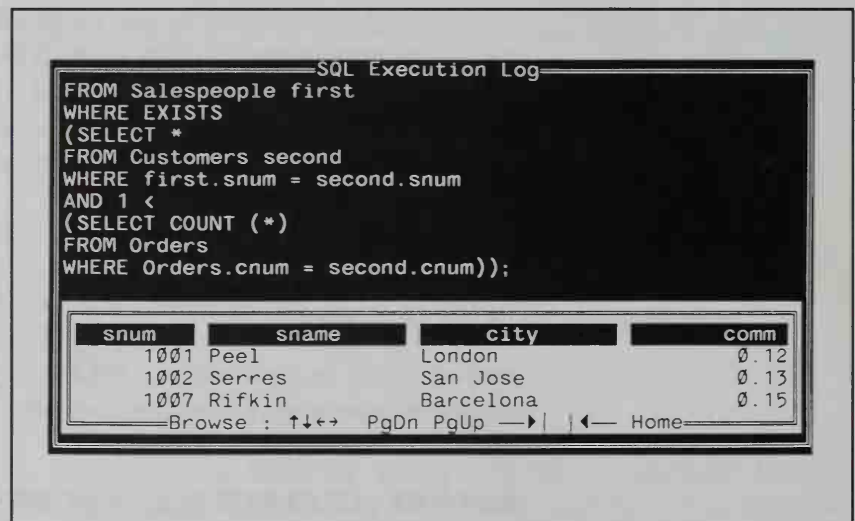 SQL Execution Log
FROM Salespeople first
WHERE EXISTS
(SELECT *
FROM Customers second
WHERE first.snum = second.snum
AND 1 <
(SELECT COUNT (*)
FROM Orders
WHERE Orders.cnum = second.cnum));
snum sname city comm
1001 Peel London 0.12
1002 Serres San Jose 0.13
1007 Rifkin Barcelona 0.15
Browse : ↑↓←→ PgDn PgUp —▶| |◀— Home